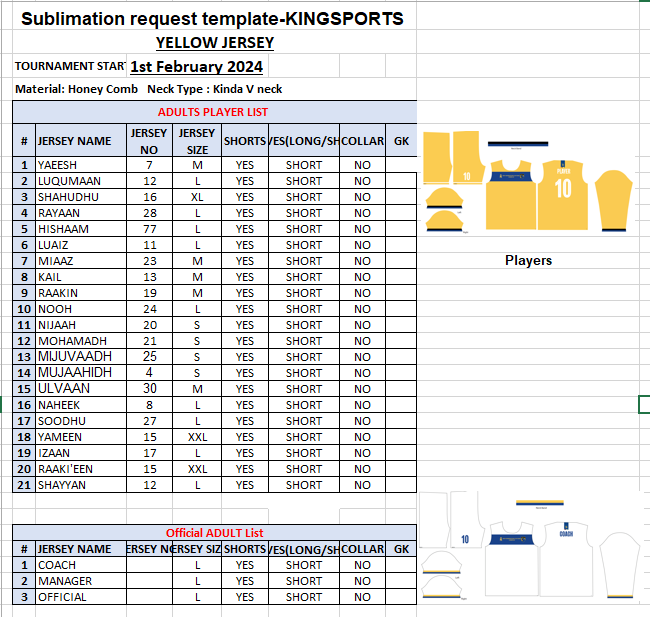 Sublimation request template-KINGSPORTS
YELLOW JERSEY
TOURNAMENT STAR 1st February 2024
Material: Honey Comb Neck Type : Kinda V neck
ADULTS PLAYER LIST
# JERSEY NAME JERSEY NO JERSEY SIZE SHORTS VES(LONG/SH COLLAR GK
1 YAEESH 7 M YES SHORT NO
2 LUQUMAAN 12 L YES SHORT NO
3 SHAHUDHU 16 XL YES SHORT NO
4 RAYAAN 28 L YES SHORT NO
5 HISHAAM 77 L YES SHORT NO
6 LUAIZ 11 L YES SHORT NO
7 MIAAZ 23 M YES SHORT NO
8 KAIL 13 M YES SHORT NO
9 RAAKIN 19 M YES SHORT NO
10 NOOH 24 L YES SHORT NO
11 NIJAAH 20 S YES SHORT NO
12 MOHAMADH 21 S YES SHORT NO
13 MIJUVAADH 25 S YES SHORT NO
14 MUJAAHIDH 4 S YES SHORT NO
15 ULVAAN 30 M YES SHORT NO
16 NAHEEK 8 L YES SHORT NO
17 SOODHU 27 L YES SHORT NO
18 YAMEEN 15 XXL YES SHORT NO
19 IZAAN 17 L YES SHORT NO
20 RAAKI'EEN 15 XXL YES SHORT NO
21 SHAYYAN 12 L YES SHORT NO
10
10
Players
Official ADULT List
# JERSEY NAME ERSEY NO ERSEY SIZ SHORTS VES(LONG/SH COLLAR GK
1 COACH L YES SHORT NO
2 MANAGER L YES SHORT NO
3 OFFICIAL L YES SHORT NO
10
COACH